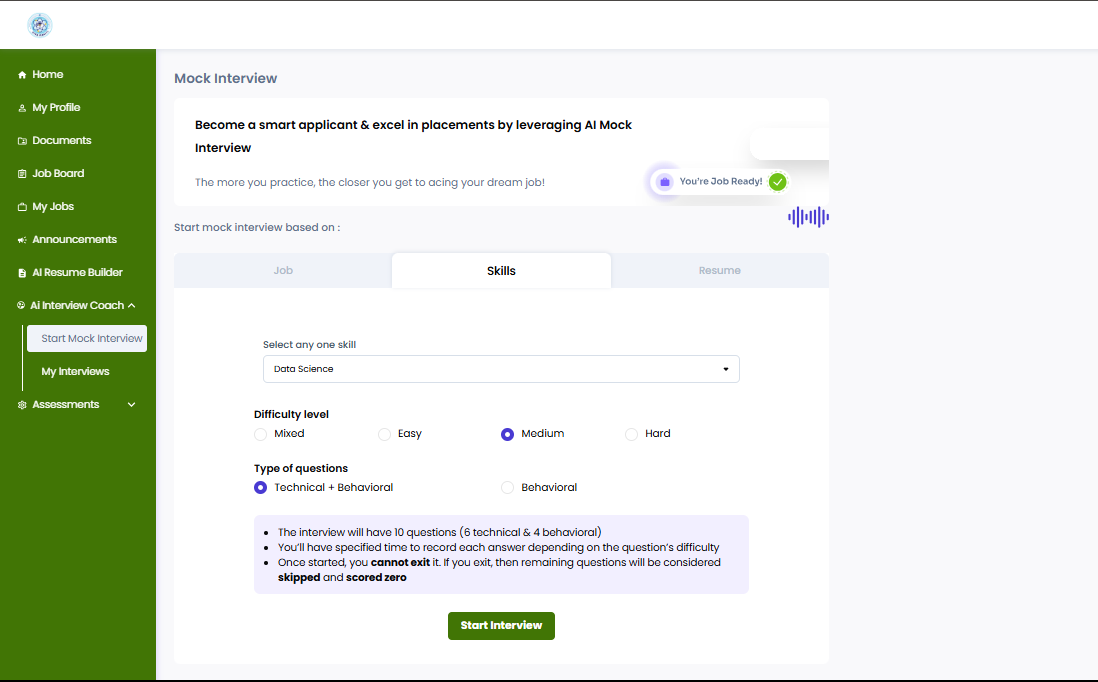 Home
My Profile
Documents
Job Board
My Jobs
Announcements
AI Resume Builder
Ai Interview Coach
Start Mock Interview
My Interviews
Assessments
Mock Interview
Become a smart applicant & excel in placements by leveraging AI Mock
Interview
The more you practice, the closer you get to acing your dream job!
You're Job Ready!
Start mock interview based on :
Job Skills Resume
Select any one skill
Data Science
Difficulty level
Mixed Easy Medium Hard
Type of questions
Technical + Behavioral Behavioral
• The interview will have 10 questions (6 technical & 4 behavioral)
• You'll have specified time to record each answer depending on the question's difficulty
• Once started, you cannot exit it. If you exit, then remaining questions will be considered
skipped and scored zero
Start Interview